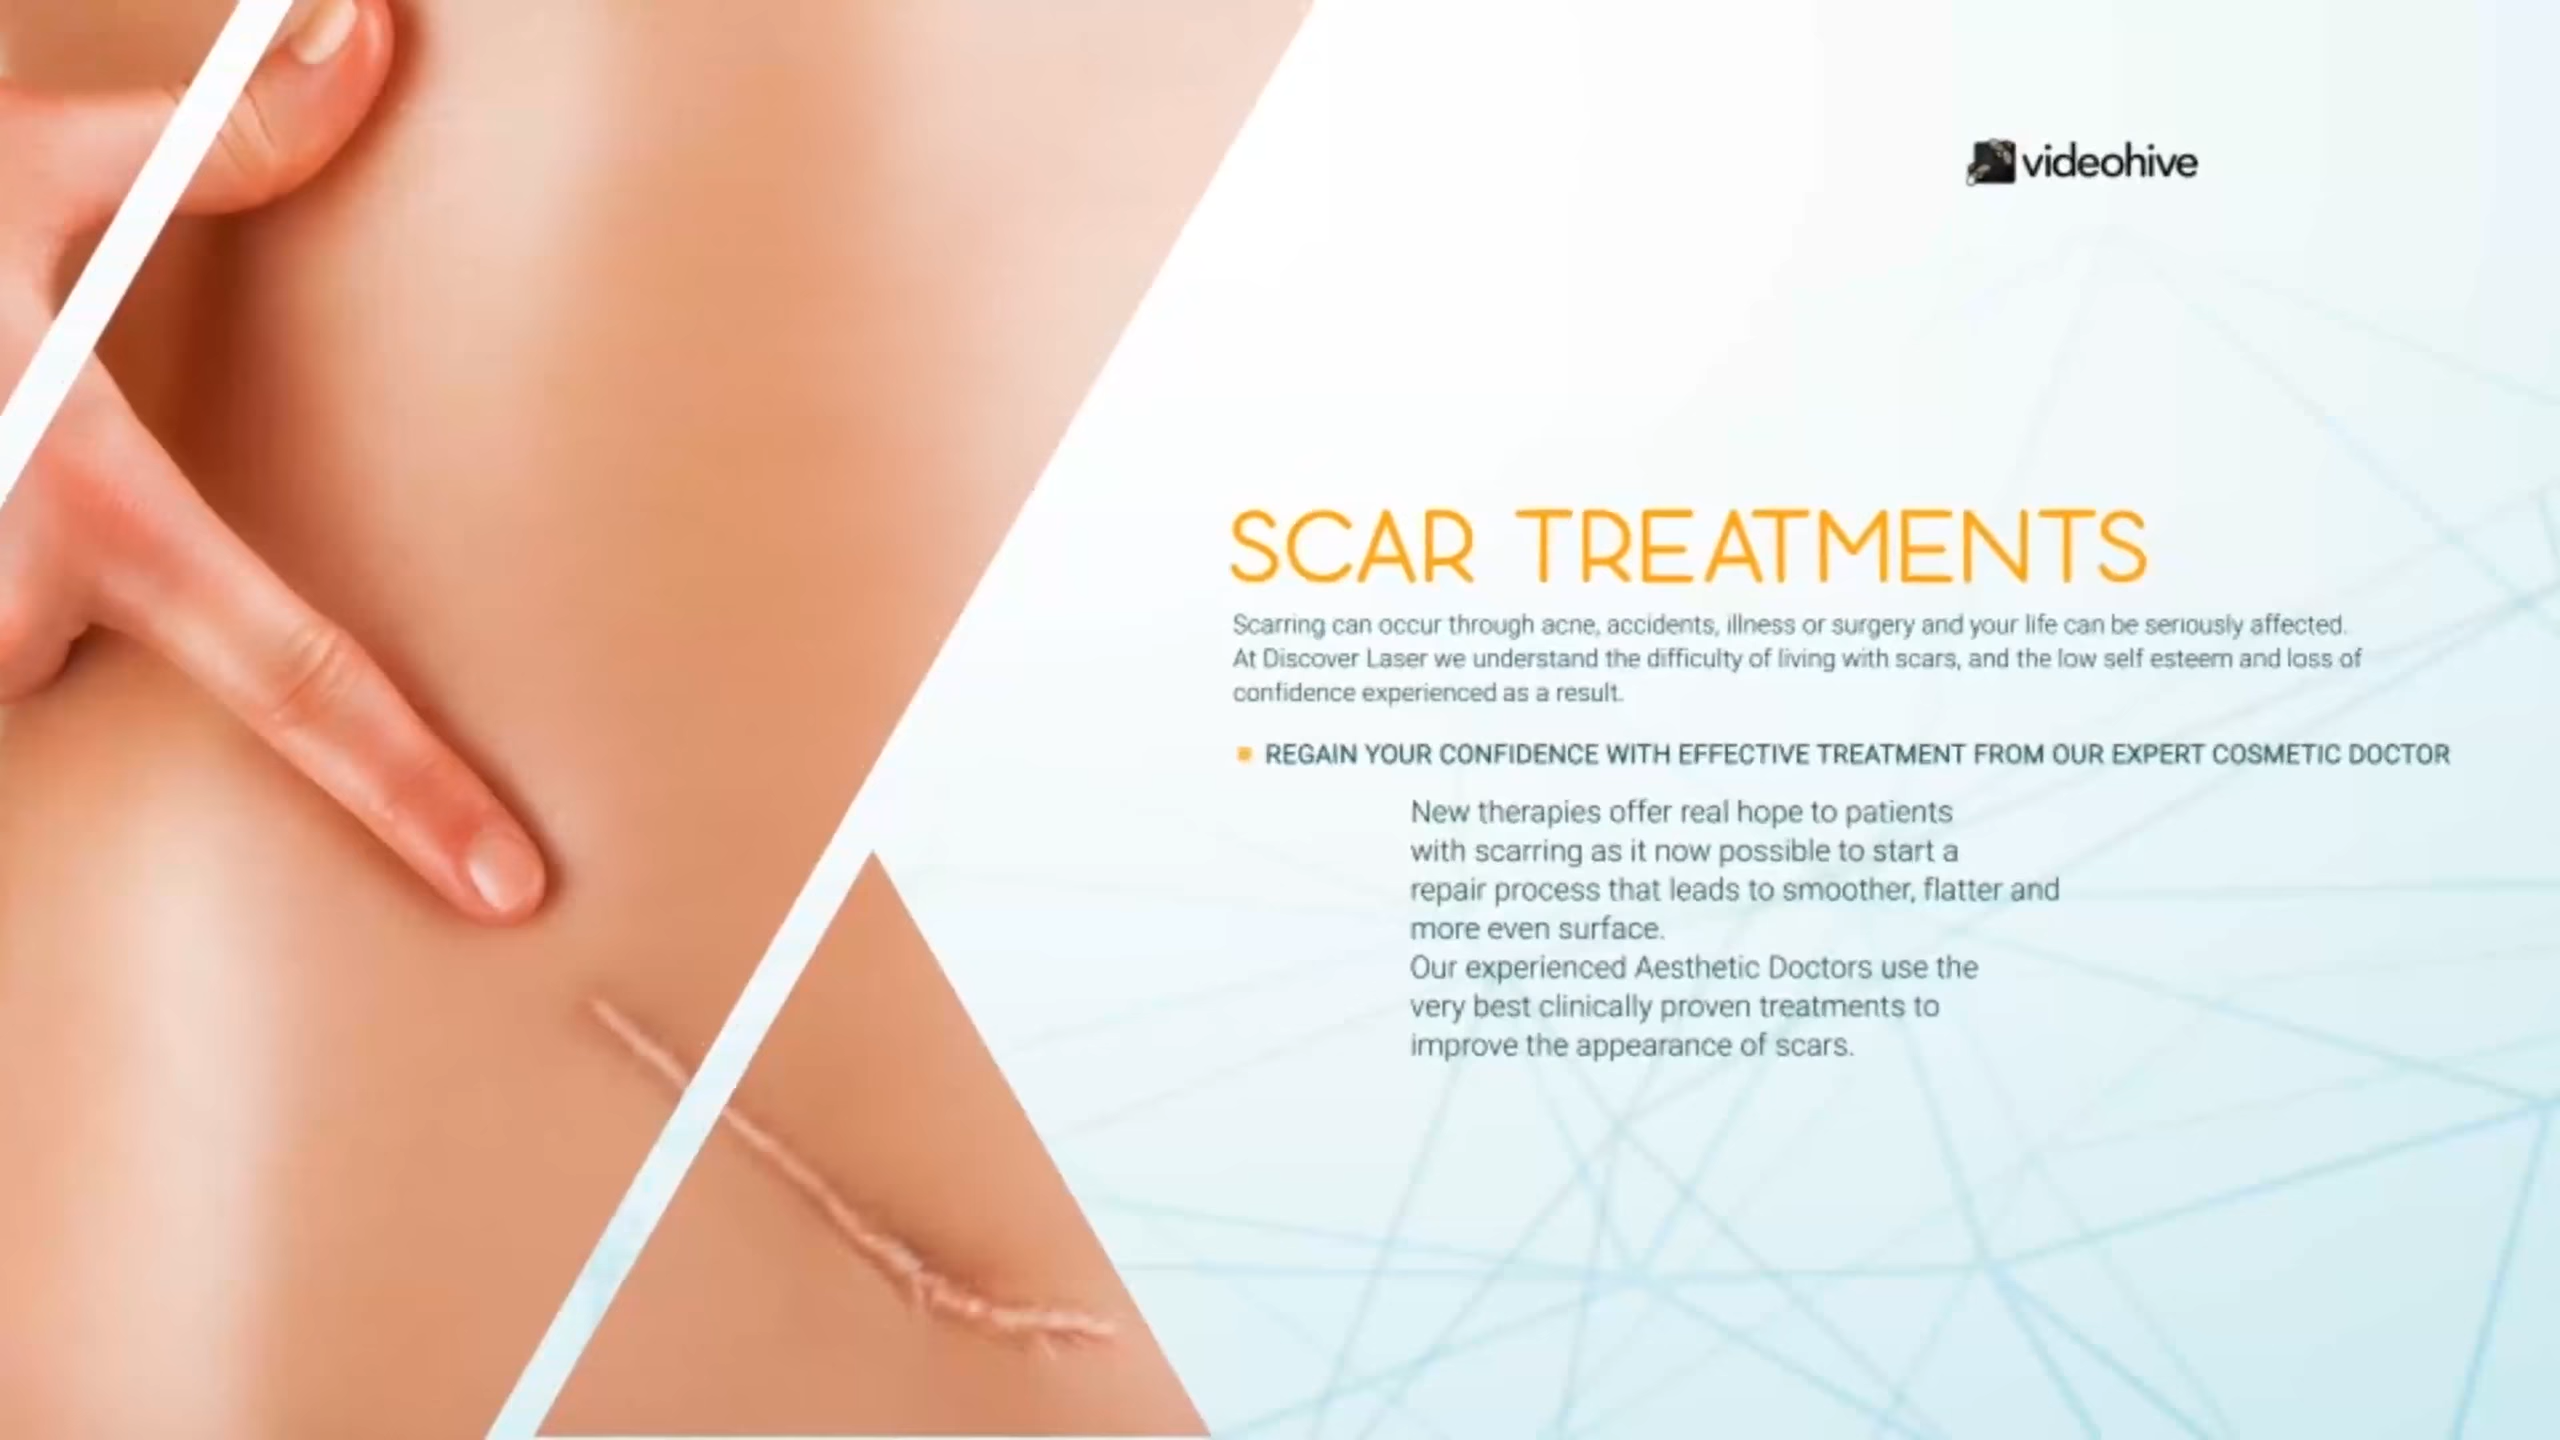 videohive
SCAR TREATMENTS
Scarring can occur through acne, accidents, illness or surgery and your life can be seriously affected.
At Discover Laser we understand the difficulty of living with scars, and the low self esteem and loss of
confidence experienced as a result.
REGAIN YOUR CONFIDENCE WITH EFFECTIVE TREATMENT FROM OUR EXPERT COSMETIC DOCTOR
New therapies offer real hope to patients
with scarring as it now possible to start a
repair process that leads to smoother, flatter and
more even surface.
Our experienced Aesthetic Doctors use the
very best clinically proven treatments to
improve the appearance of scars.